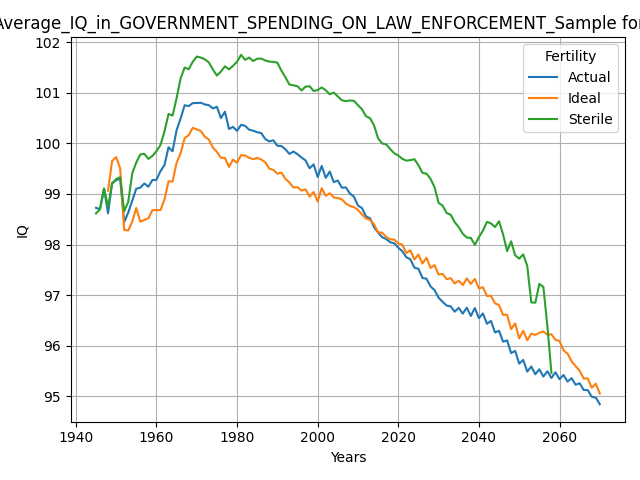 Average_IQ_in_GOVERNMENT_SPENDING_ON_LAW_ENFORCEMENT_Sample for
102
101
100
99
98
97
96
95
IQ
Fertility
Actual
Ideal
Sterile
1940 1960 1980 2000 2020 2040 2060
Years